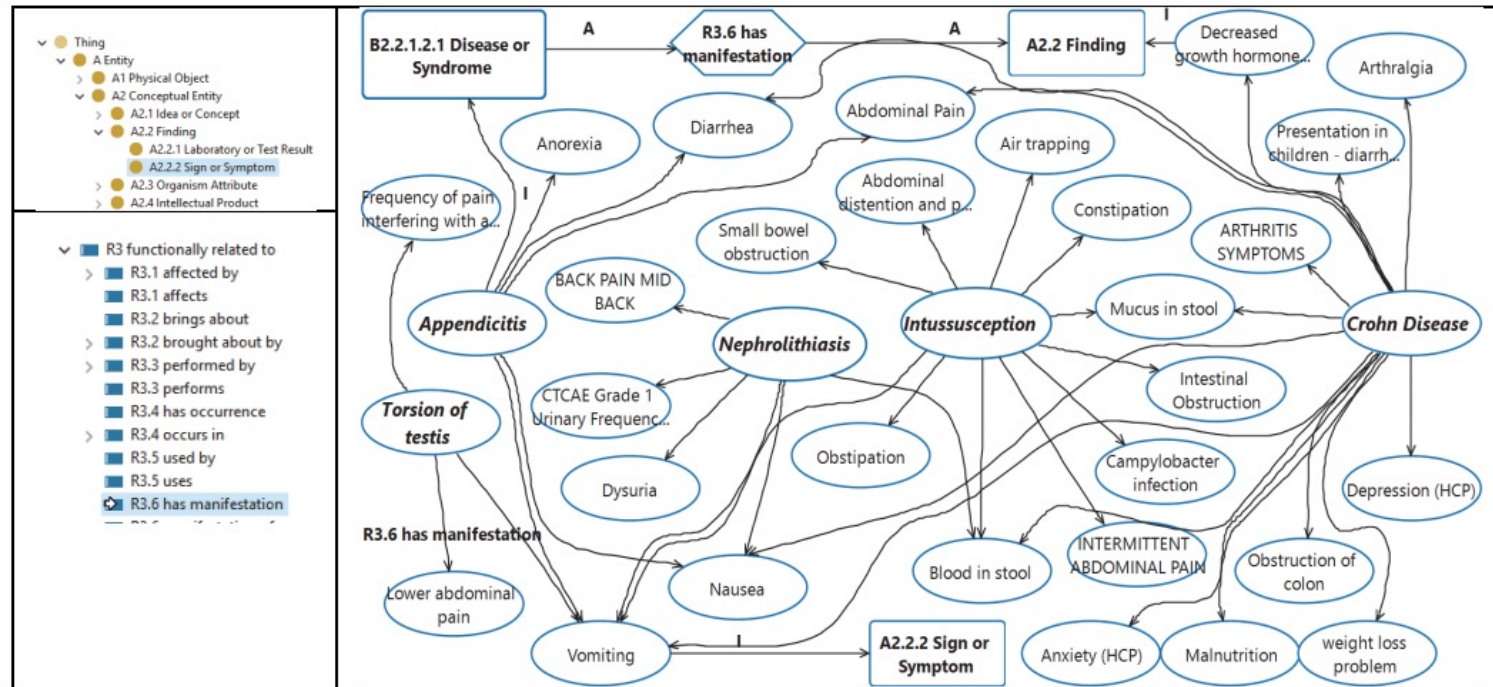 Thing
A Entity
A1 Physical Object
A2 Conceptual Entity
A2.1 Idea or Concept
A2.2 Finding
A2.2.1 Laboratory or Test Result
A2.2.2 Sign or Symptom
A2.3 Organism Attribute
A2.4 Intellectual Product
R3 functionally related to
R3.1 affected by
R3.1 affects
R3.2 brings about
R3.2 brought about by
R3.3 performed by
R3.3 performs
R3.4 has occurrence
R3.4 occurs in
R3.5 used by
R3.5 uses
R3.6 has manifestation
B2.2.1.2.1 Disease or
Syndrome
A
R3.6 has
manifestation
A
A2.2 Finding
I
Decreased
growth hormone...
Arthralgia
Anorexia
Diarrhea
Abdominal Pain
Air trapping
Presentation in
children - diarrh...
Frequency of pain
interfering with a...
I
Abdominal
distention and p...
Constipation
Small bowel
obstruction
ARTHRITIS
SYMPTOMS
BACK PAIN MID
BACK
Mucus in stool
Appendicitis
Nephrolithiasis
Intussusception
Crohn Disease
Intestinal
Obstruction
CTCAE Grade 1
Urinary Frequenc...
Torsion of
testis
Obstipation
Campylobacter
infection
Dysuria
Depression (HCP)
R3.6 has manifestation
Lower abdominal
pain
Nausea
Blood in stool
INTERMITTENT
ABDOMINAL PAIN
Obstruction of
colon
Vomiting
I
A2.2.2 Sign or
Symptom
Anxiety (HCP)
Malnutrition
weight loss
problem